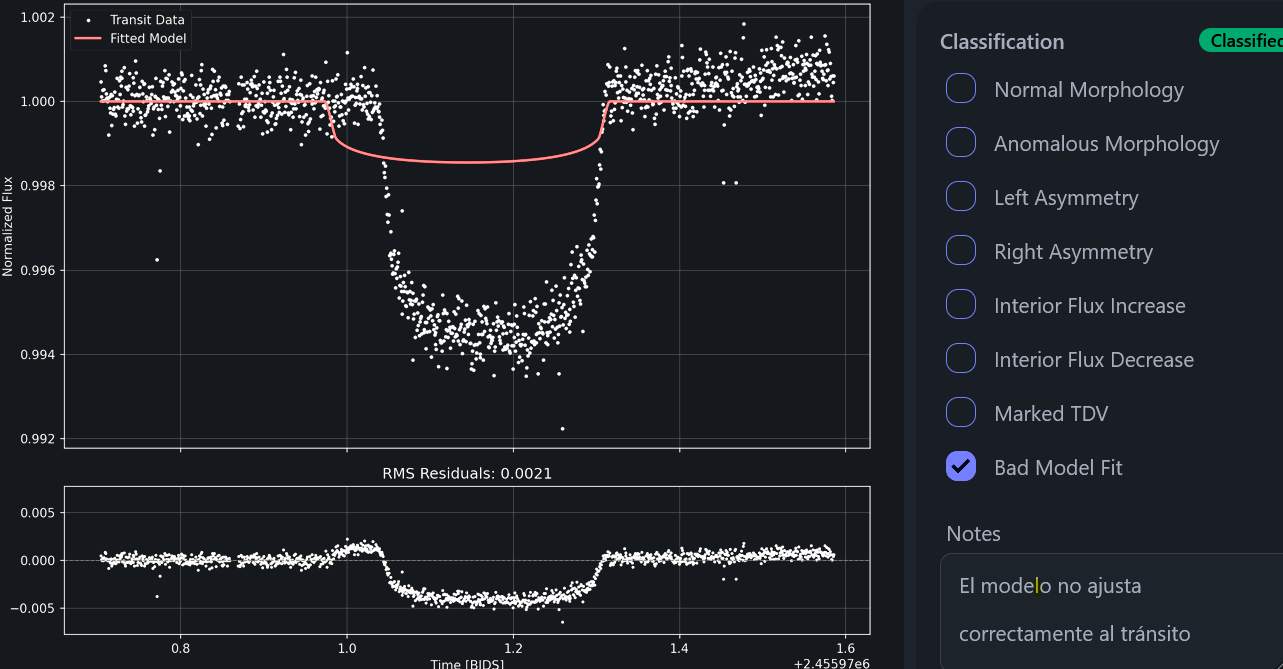 Transit Data
Fitted Model
1.002
1.000
0.998
0.996
0.994
0.992
Normalized Flux
RMS Residuals: 0.0021
0.005
0.000
−0.005
0.8
1.0
1.2
1.4
1.6
Time [BJDS]
+2.45597e6
Classification
Classified
Normal Morphology
Anomalous Morphology
Left Asymmetry
Right Asymmetry
Interior Flux Increase
Interior Flux Decrease
Marked TDV
Bad Model Fit
Notes
El modelo no ajusta
correctamente al tránsito